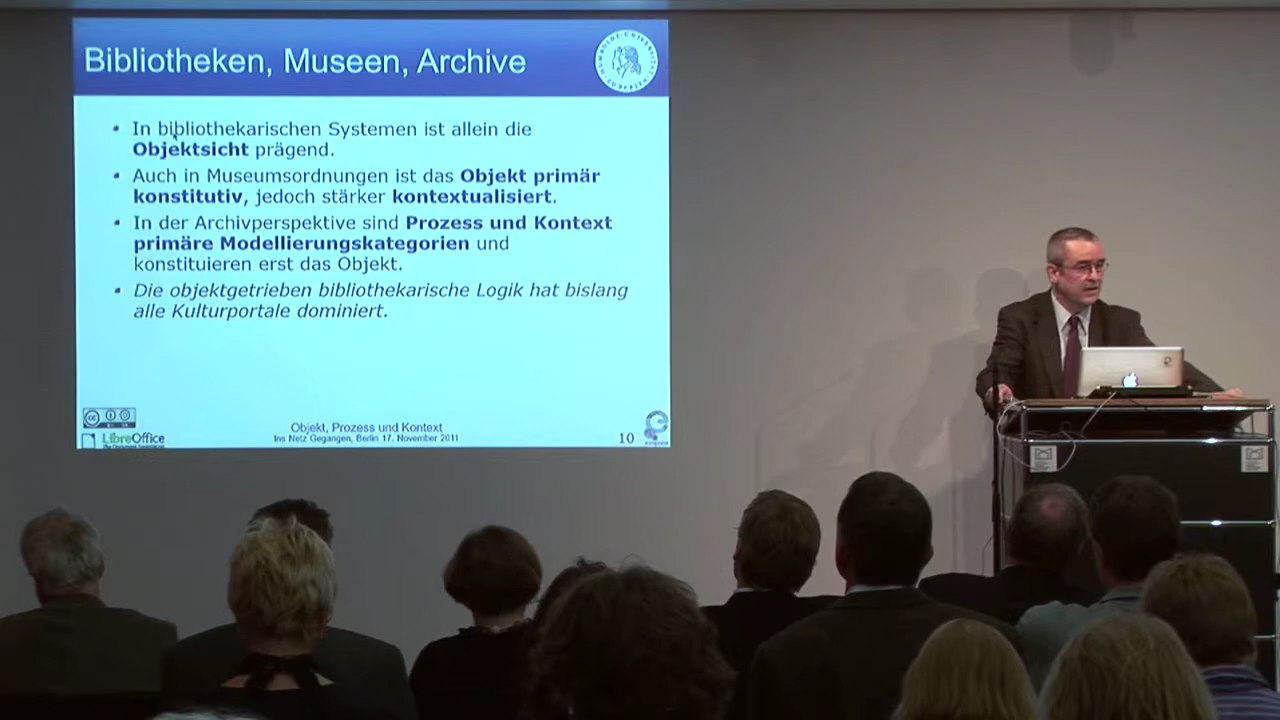 Bibliotheken, Museen, Archive
In bibliothekarischen Systemen ist allein die
Objektsicht prägend.
Auch in Museumsordnungen ist das Objekt primär
konstitutiv, jedoch stärker kontextualisiert.
In der Archivperspektive sind Prozess und Kontext
primäre Modellierungskategorien und
konstituieren erst das Objekt.
Die objektgetrieben bibliothekarische Logik hat bislang
alle Kulturportale dominiert.
LibreOffice
Objekt, Prozess und Kontext
Ins Netz Gegangen, Berlin 17. November 2011
10